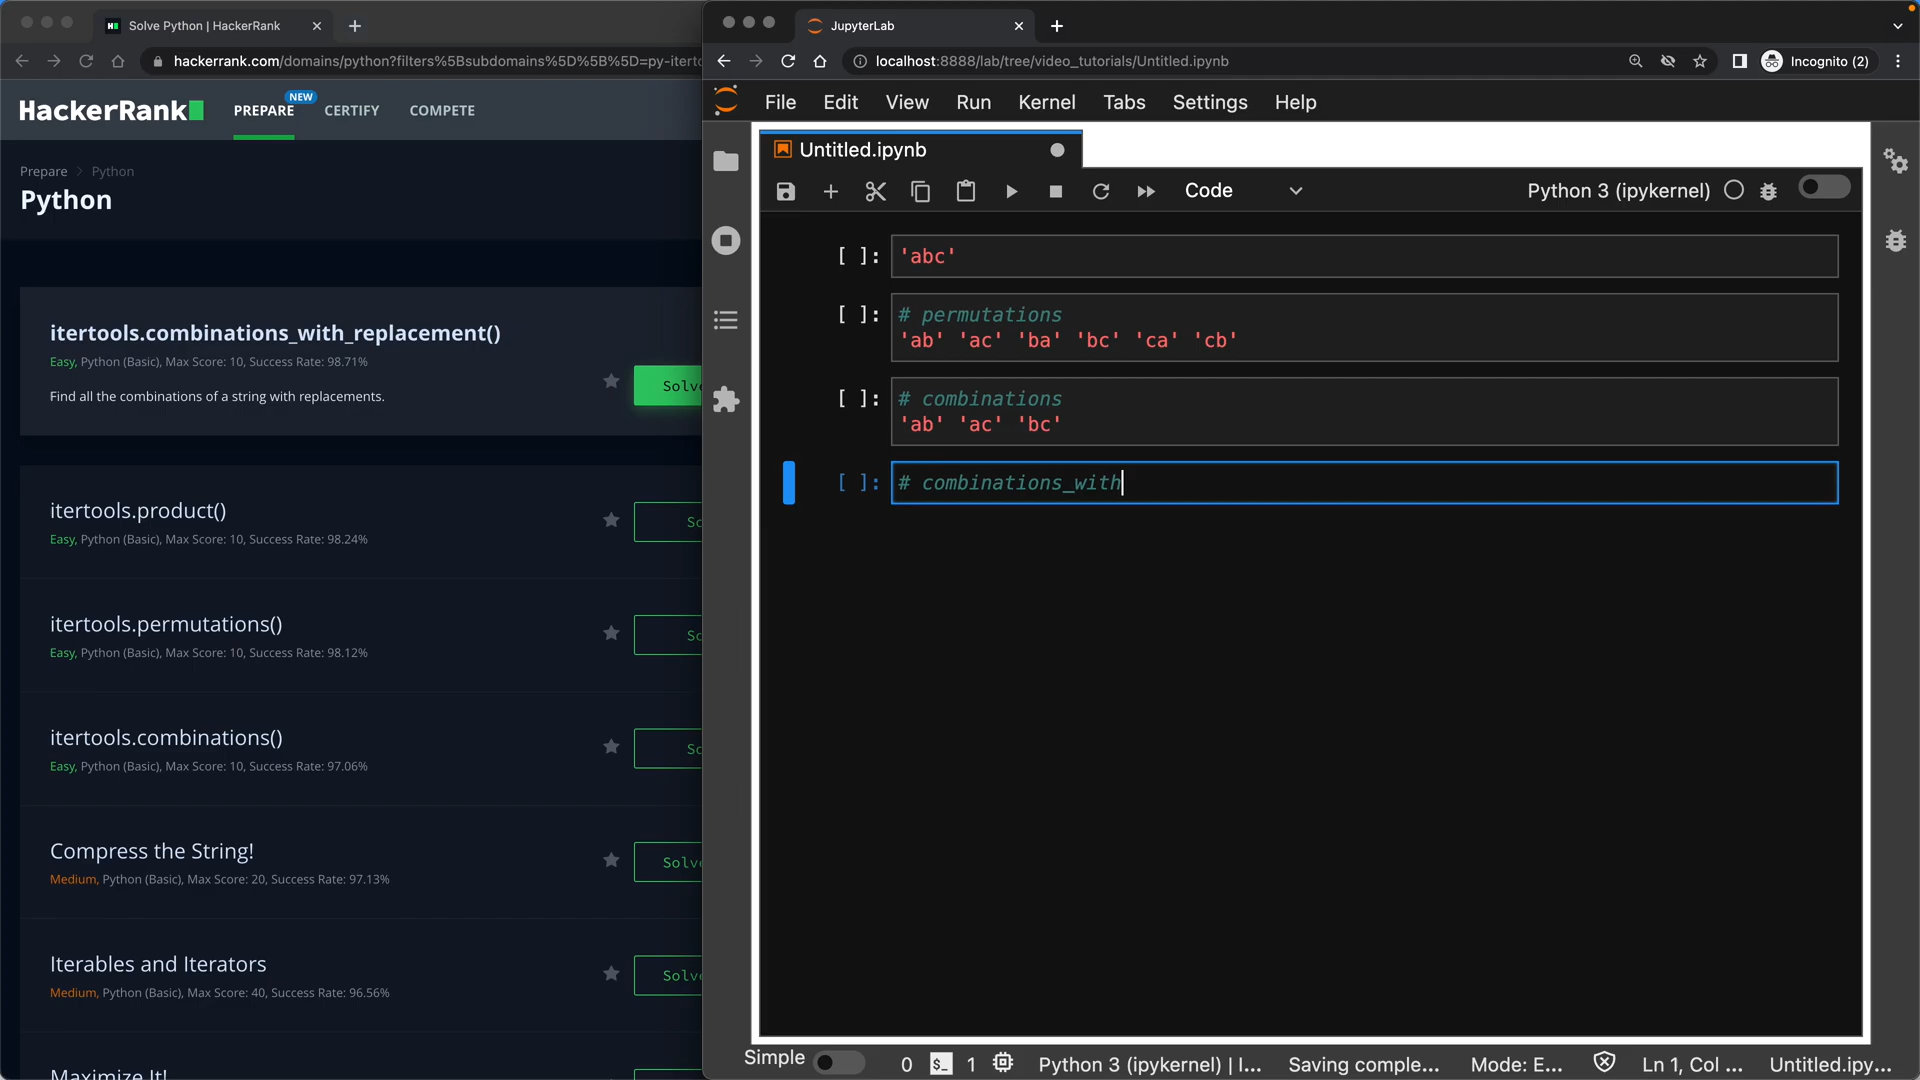 Solve Python | HackerRank
hackerrank.com/domains/python?filters%5Bsubdomains%5D%5B%5D=py-iterto
HackerRank
PREPARE
NEW
CERTIFY
COMPETE
Prepare > Python
Python
itertools.combinations_with_replacement()
Easy, Python (Basic), Max Score: 10, Success Rate: 98.71%
Find all the combinations of a string with replacements.
Solve
itertools.product()
Easy, Python (Basic), Max Score: 10, Success Rate: 98.24%
So
itertools.permutations()
Easy, Python (Basic), Max Score: 10, Success Rate: 98.12%
So
itertools.combinations()
Easy, Python (Basic), Max Score: 10, Success Rate: 97.06%
So
Compress the String!
Medium, Python (Basic), Max Score: 20, Success Rate: 97.13%
Solve
Iterables and Iterators
Medium, Python (Basic), Max Score: 40, Success Rate: 96.56%
Solve
Maximize It!
JupyterLab
localhost:8888/lab/tree/video_tutorials/Untitled.ipynb
Incognito (2)
File Edit View Run Kernel Tabs Settings Help
Untitled.ipynb
Code
Python 3 (ipykernel)
[ ]: 'abc'
[ ]: # permutations
'ab' 'ac' 'ba' 'bc' 'ca' 'cb'
[ ]: # combinations
'ab' 'ac' 'bc'
[ ]: # combinations_with
Simple 0 $_ 1 Python 3 (ipykernel) | I... Saving comple... Mode: E... Ln 1, Col ... Untitled.ipy...